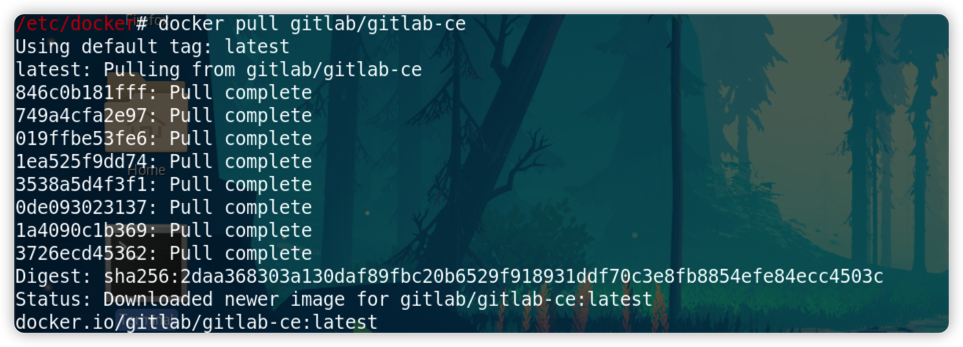 /etc/docker# docker pull gitlab/gitlab-ce
Using default tag: latest
latest: Pulling from gitlab/gitlab-ce
846c0b181fff: Pull complete
749a4cfa2e97: Pull complete
019ffbe53fe6: Pull complete
1ea525f9dd74: Pull complete
3538a5d4f3f1: Pull complete
0de093023137: Pull complete
1a4090c1b369: Pull complete
3726ecd45362: Pull complete
Digest: sha256:2daa368303a130daf89fbc20b6529f918931ddf70c3e8fb8854efe84ecc4503c
Status: Downloaded newer image for gitlab/gitlab-ce:latest
docker.io/gitlab/gitlab-ce:latest
Home